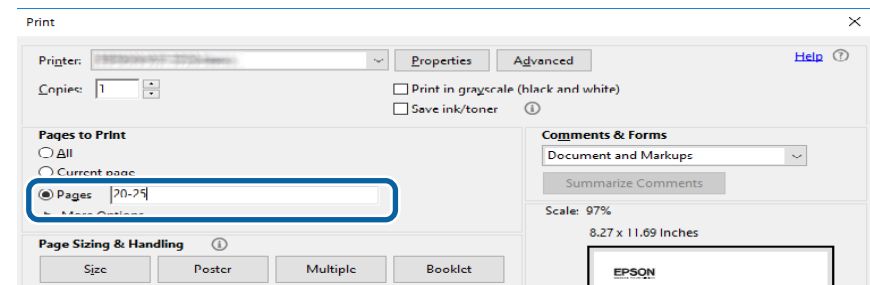 Print
Printer: Properties Advanced Help
Copies: 1 Print in grayscale (black and white)
Save ink/toner
Pages to Print Comments & Forms
All Document and Markups
Current page
Pages 20-25 Summarize Comments
More Options
Scale: 97%
8.27 x 11.69 Inches
Page Sizing & Handling
Size Poster Multiple Booklet
EPSON